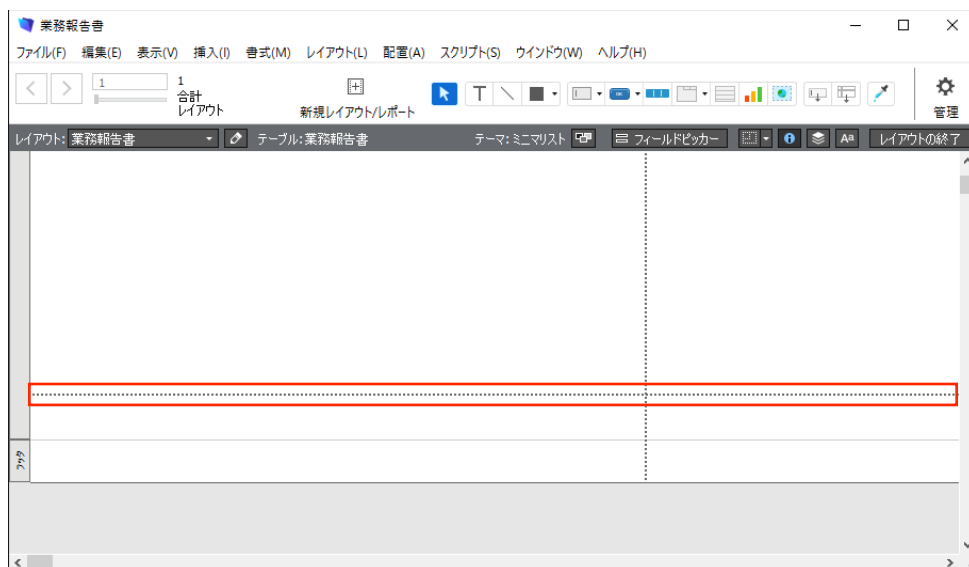 業務報告書
ファイル(F) 編集(E) 表示(V) 挿入(I) 書式(M) レイアウト(L) 配置(A) スクリプト(S) ウインドウ(W) ヘルプ(H)
1
1
合計
レイアウト
新規レイアウト/レポート
T
管理
レイアウト: 業務報告書 テーブル: 業務報告書 テーマ: ミニマリスト フィールドピッカー Aa レイアウトの終了
フッタ